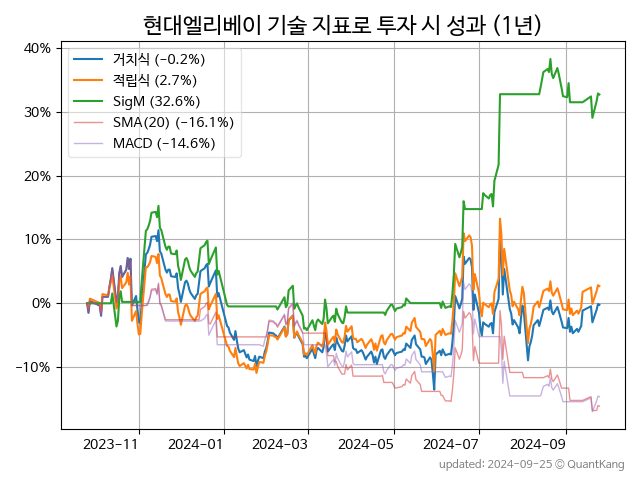 현대엘리베이 기술 지표로 투자 시 성과 (1년)
40%
30%
20%
10%
0%
−10%
거치식 (−0.2%)
적립식 (2.7%)
SigM (32.6%)
SMA(20) (−16.1%)
MACD (−14.6%)
2023-11
2024-01
2024-03
2024-05
2024-07
2024-09
updated: 2024-09-25 © QuantKang